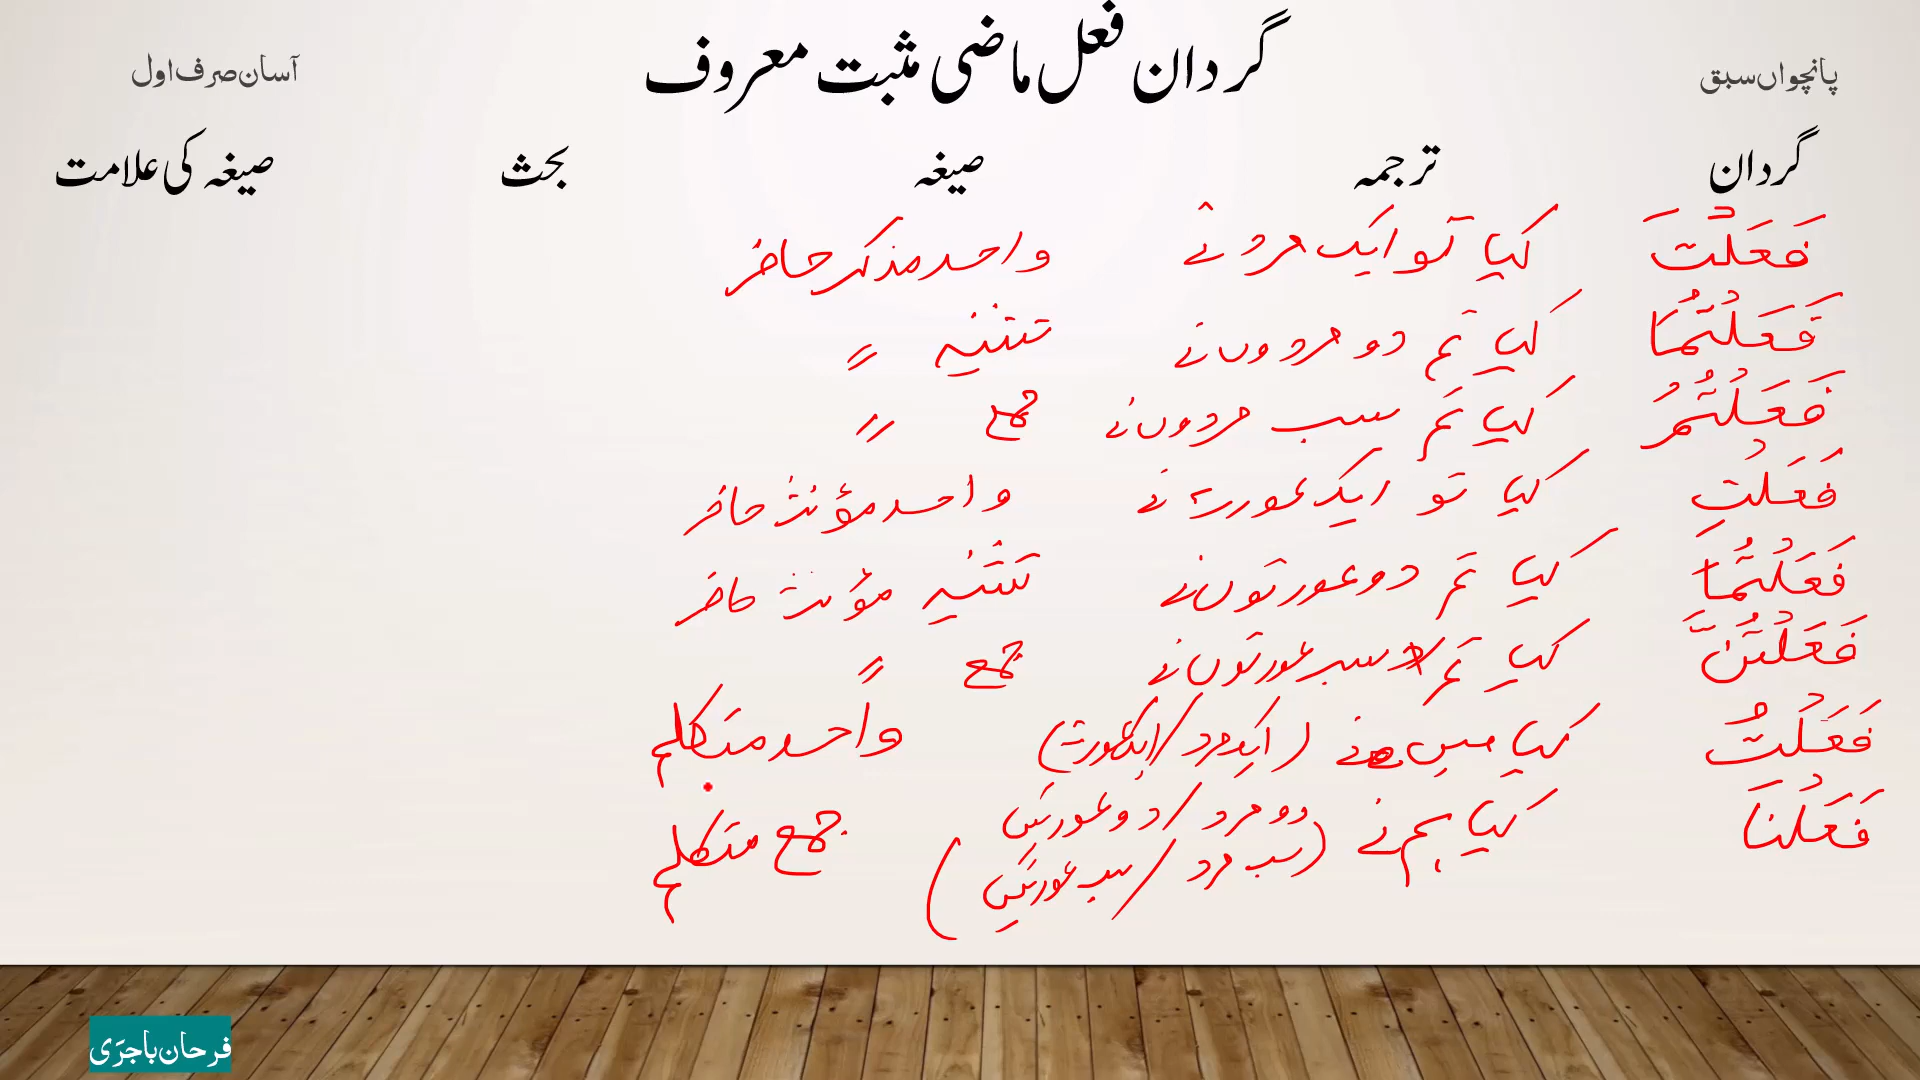 پانچواں سبق گردان فعل ماضی مثبت معروف آسان صرف اول
گردان ترجمہ صیغہ بحث صیغہ کی علامت
فَعَلْتَ کیا تو ایک مرد نے واحد مذکر حاضر
فَعَلْتُمَا کیا تم دو مردوں نے تثنیہ 〃
فَعَلْتُمْ کیا تم سب مردوں نے جمع 〃
فَعَلْتِ کیا تو ایک عورت نے واحد مؤنث حاضر
فَعَلْتُمَا کیا تم دو عورتوں نے تثنیہ مؤنث حاضر
فَعَلْتُنَّ کیا تم سب عورتوں نے جمع 〃
فَعَلْتُ کیا میں نے (ایک مرد / ایک عورت) واحد متکلم
فَعَلْنَا کیا ہم نے (دو مرد / دو عورتیں جمع متکلم
سب مرد / سب عورتیں)
فرحان باجری